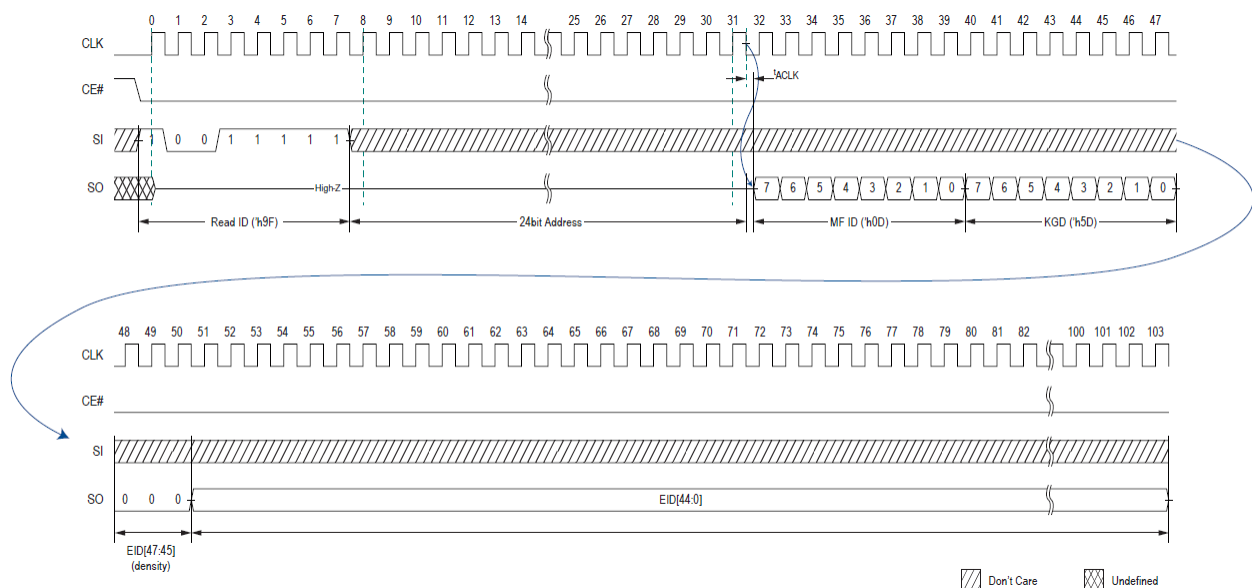 0 1 2 3 4 5 6 7 8 9 10 11 12 13 14 25 26 27 28 29 30 31 32 33 34 35 36 37 38 39 40 41 42 43 44 45 46 47
CLK
tACLK
CE#
SI 1 0 0 1 1 1 1 1
SO High-Z 7 6 5 4 3 2 1 0 7 6 5 4 3 2 1 0
Read ID ('h9F) 24bit Address MF ID ('h0D) KGD ('h5D)
48 49 50 51 52 53 54 55 56 57 58 59 60 61 62 63 64 65 66 67 68 69 70 71 72 73 74 75 76 77 78 79 80 81 82 100 101 102 103
CLK
CE#
SI
SO 0 0 0 EID[44:0]
EID[47:45]
(density)
Don't Care Undefined